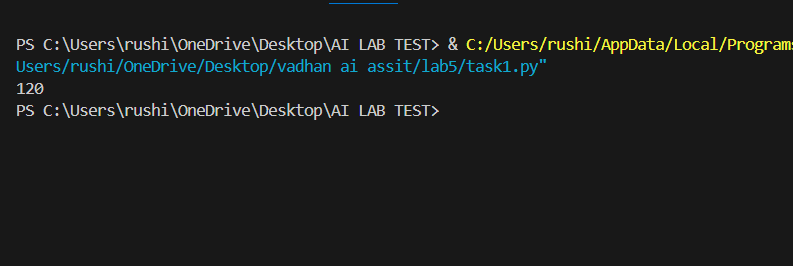 PS C:\Users\rushi\OneDrive\Desktop\AI LAB TEST> & C:/Users/rushi/AppData/Local/Programs
Users/rushi/OneDrive/Desktop/vadhan ai assit/lab5/task1.py"
120
PS C:\Users\rushi\OneDrive\Desktop\AI LAB TEST>